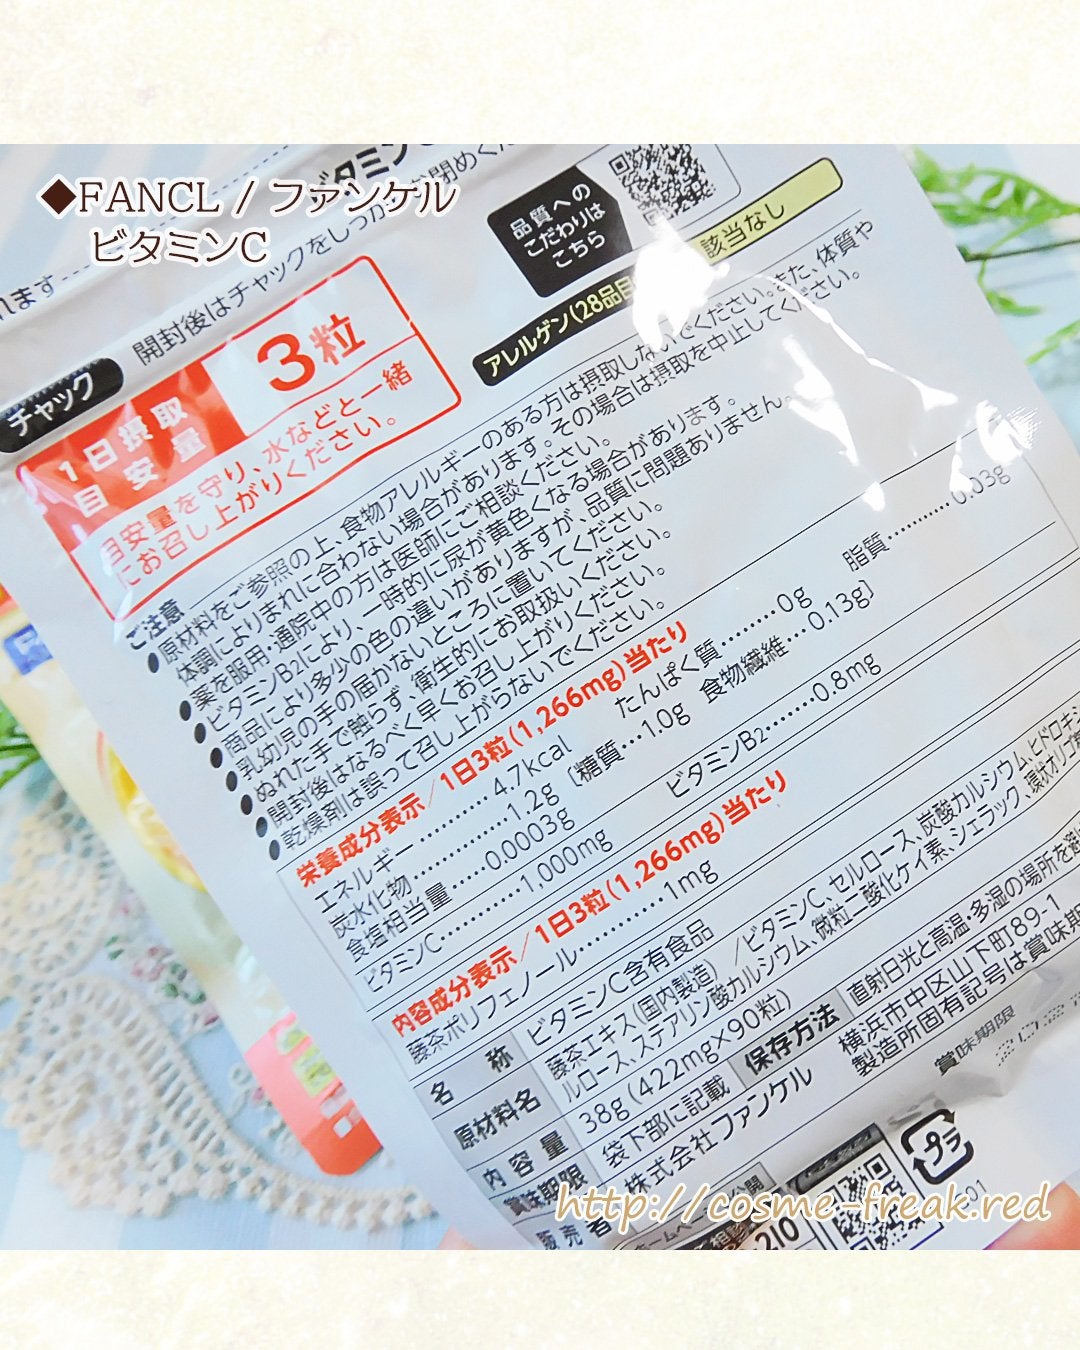 ◆FANCL / ファンケル
ビタミンC
開封後はチャックをしっか
チャック
品質への
こだわりは
こちら
アレルゲン(28品目
該当なし
1日摂取
目安量
3粒
目安量を守り、水などと一緒
にお召し上がりください。
ご注意
●原材料をご参照の上、食物アレルギーのある方は摂取しないでください。また、体質や
体調によりまれに合わない場合があります。その場合は摂取を中止してください。
●薬を服用・通院中の方は医師にご相談ください。
●ビタミンB2により、一時的に尿が黄色くなる場合があります。
●商品により多少の色の違いがありますが、品質に問題ありません。
●乳幼児の手の届かないところに置いてください。
●ぬれた手で触らず、衛生的にお取扱いください。
●開封後はなるべく早くお召し上がりください。
●乾燥剤は誤って召し上がらないでください。
栄養成分表示/1日3粒(1,266mg)当たり
エネルギー………4.7kcal たんぱく質………0g 脂質………0.03g
炭水化物………1.2g [糖質…1.0g 食物繊維…0.13g]
食塩相当量……0.0003g
ビタミンC………1,000mg ビタミンB2………0.8mg
内容成分表示/1日3粒(1,266mg)当たり
藤茶ポリフェノール………1mg
名称 ビタミンC含有食品
原材料名 藤茶エキス(国内製造)/ビタミンC、セルロース、炭酸カルシウム、ヒドロキシ
ルロース、ステアリン酸カルシウム、微粒二酸化ケイ素、シェラック、環状オリゴ
内容量 38g (422mg×90粒)
保存方法 直射日光と高温・多湿の場所を避
賞味期限 袋下部に記載
販売者 株式会社ファンケル
横浜市中区山下町89-1
製造所固有記号は賞味期
賞味期限
プラ
http://cosme-freak.red